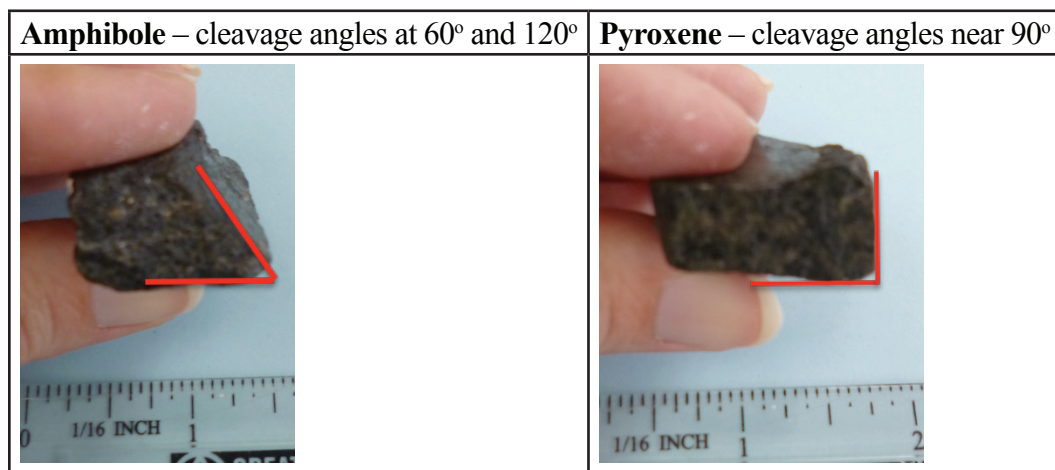 Amphibole – cleavage angles at 60° and 120°
Pyroxene – cleavage angles near 90°
0 1/16 INCH 1
1/16 INCH 1 2